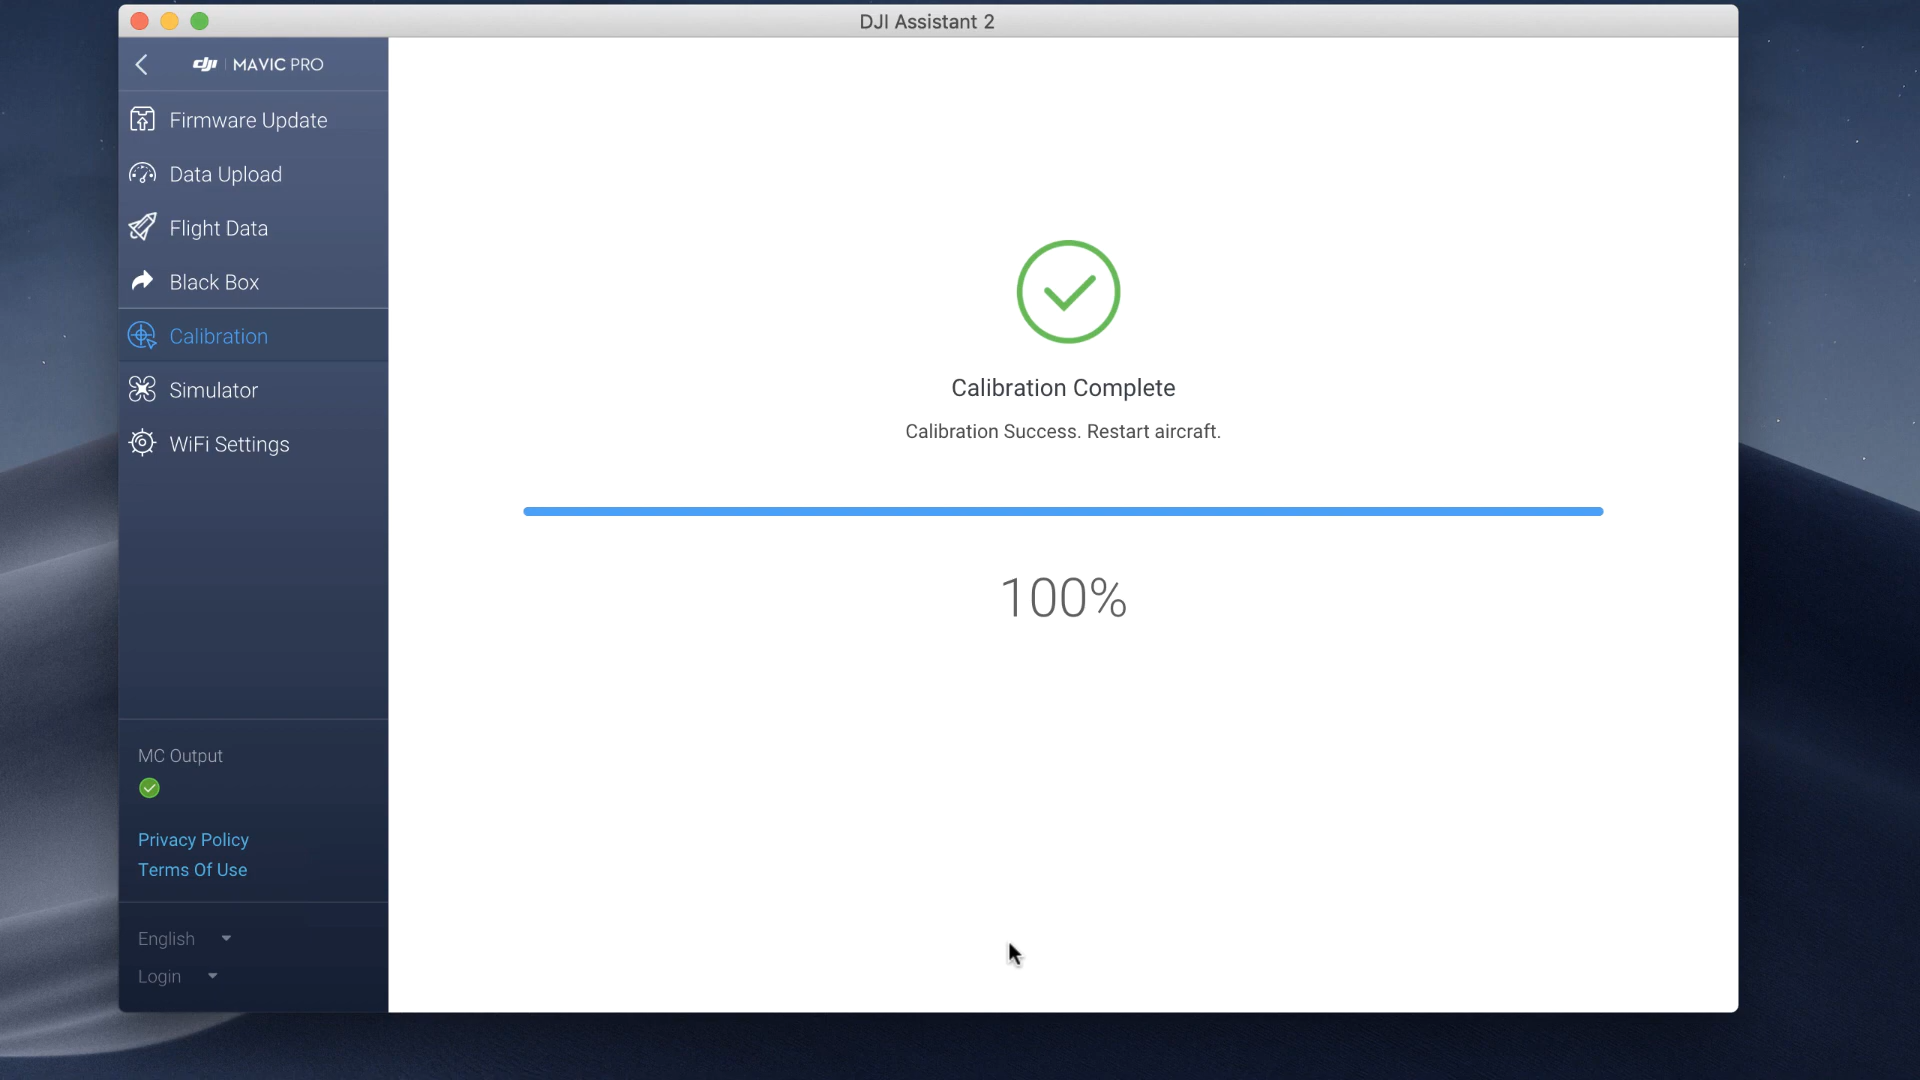 DJI Assistant 2
dji MAVIC PRO
Firmware Update
Data Upload
Flight Data
Black Box
Calibration
Simulator
WiFi Settings
MC Output
Privacy Policy
Terms Of Use
English
Login
Calibration Complete
Calibration Success. Restart aircraft.
100%